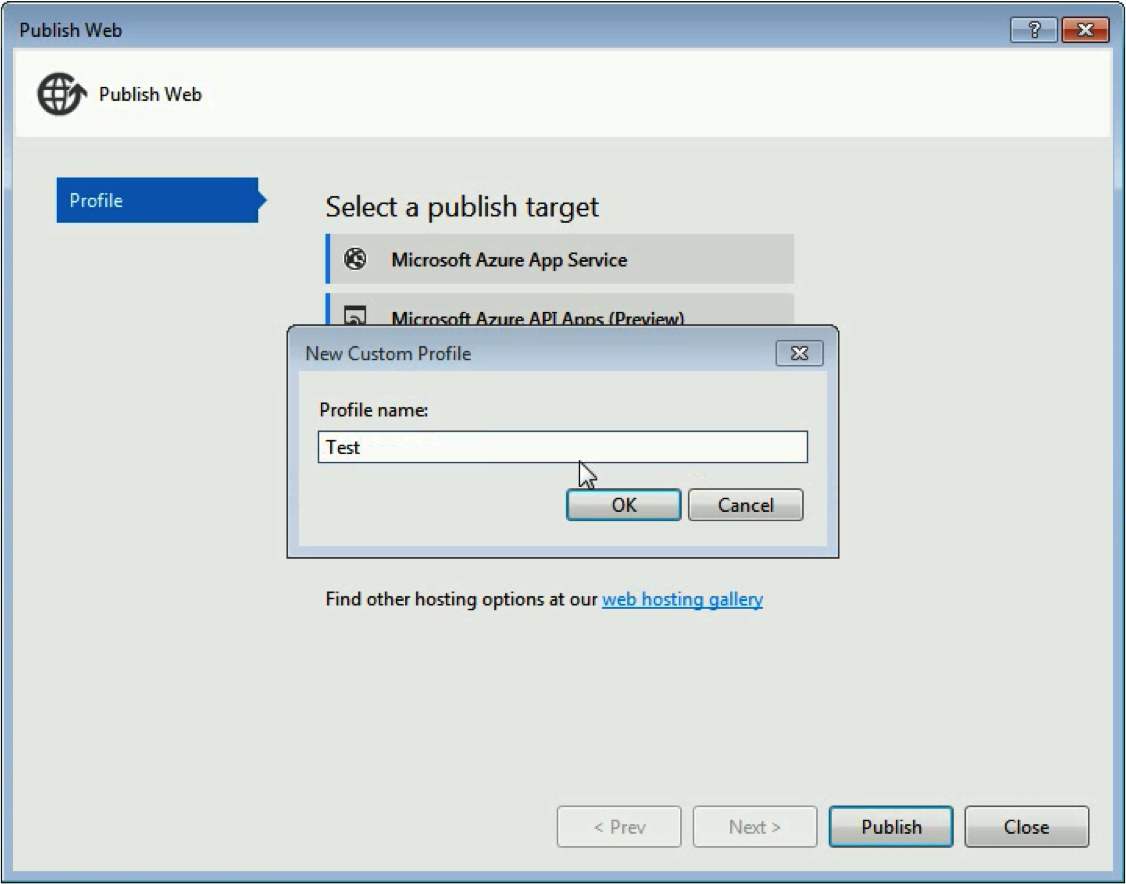 Publish Web
?
Publish Web
Profile
Select a publish target
Microsoft Azure App Service
Microsoft Azure API Apps (Preview)
New Custom Profile
Profile name:
Test
OK
Cancel
Find other hosting options at our web hosting gallery
< Prev
Next >
Publish
Close